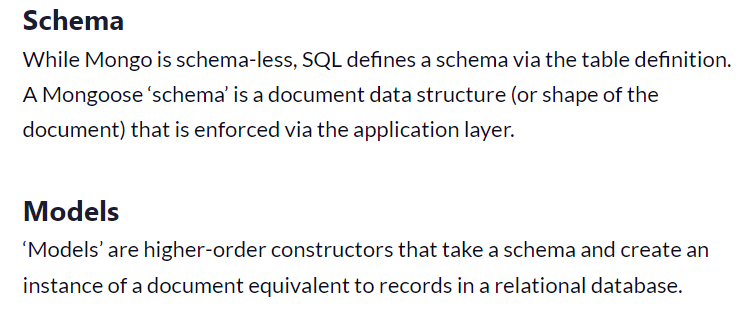 Schema
While Mongo is schema-less, SQL defines a schema via the table definition.
A Mongoose ‘schema’ is a document data structure (or shape of the
document) that is enforced via the application layer.
Models
‘Models’ are higher-order constructors that take a schema and create an
instance of a document equivalent to records in a relational database.